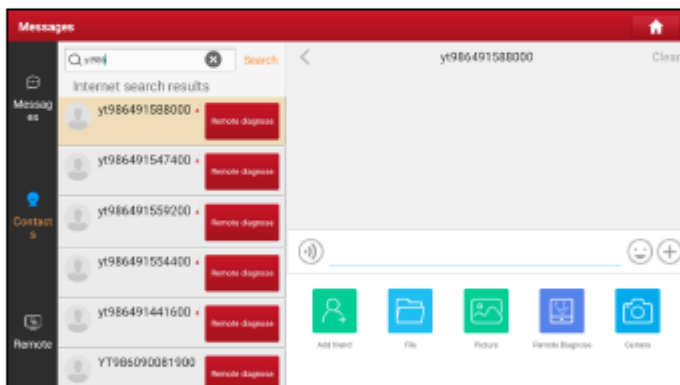 Messages
yt986 Search
Internet search results
yt986491588000
Remote diagnose
yt986491547400
Remote diagnose
yt986491559200
Remote diagnose
yt986491554400
Remote diagnose
yt986491441600
Remote diagnose
YT986090081900
Remote diagnose
Messag
es
Contact
s
Remote
yt986491588000 Clear
Add friend File Picture Remote Diagnose Camera